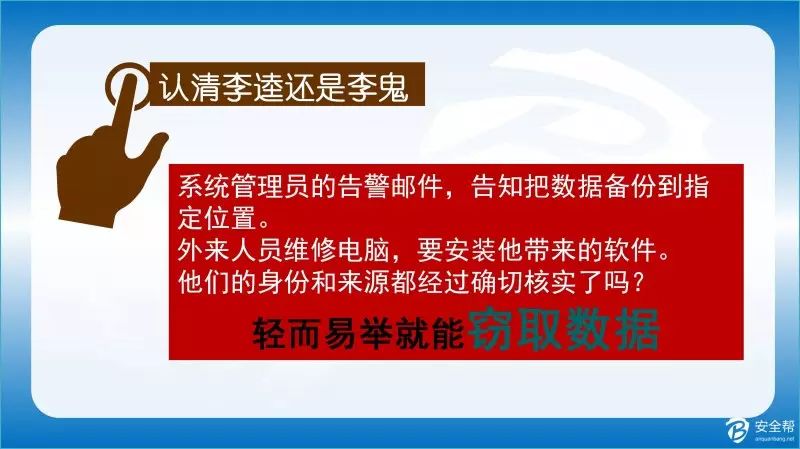 认清李逵还是李鬼
系统管理员的告警邮件，告知把数据备份到指
定位置。
外来人员维修电脑，要安装他带来的软件。
他们的身份和来源都经过确切核实了吗？
轻而易举就能窃取数据
安全帮
anquanbang.net